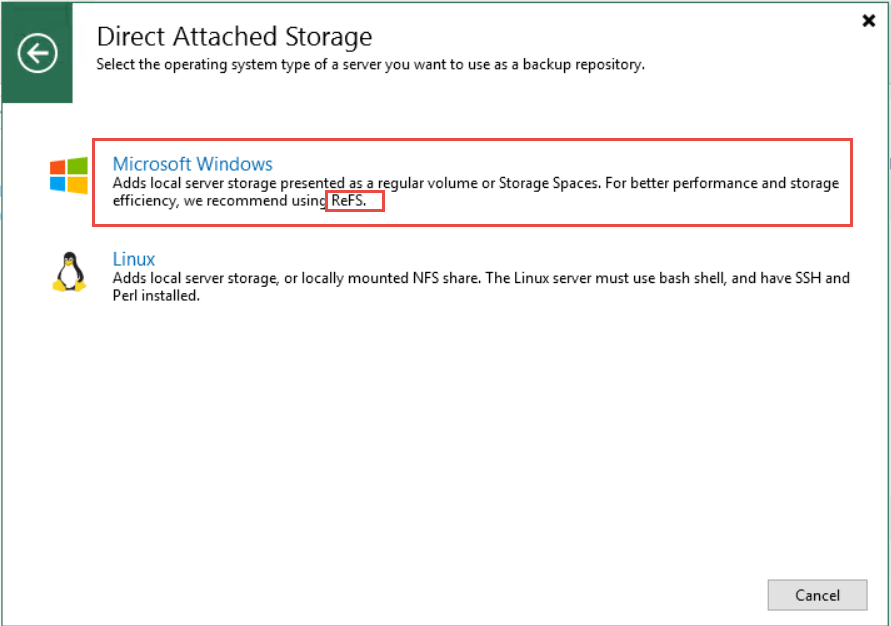 Direct Attached Storage
Select the operating system type of a server you want to use as a backup repository.
Microsoft Windows
Adds local server storage presented as a regular volume or Storage Spaces. For better performance and storage
efficiency, we recommend using ReFS.
Linux
Adds local server storage, or locally mounted NFS share. The Linux server must use bash shell, and have SSH and
Perl installed.
Cancel